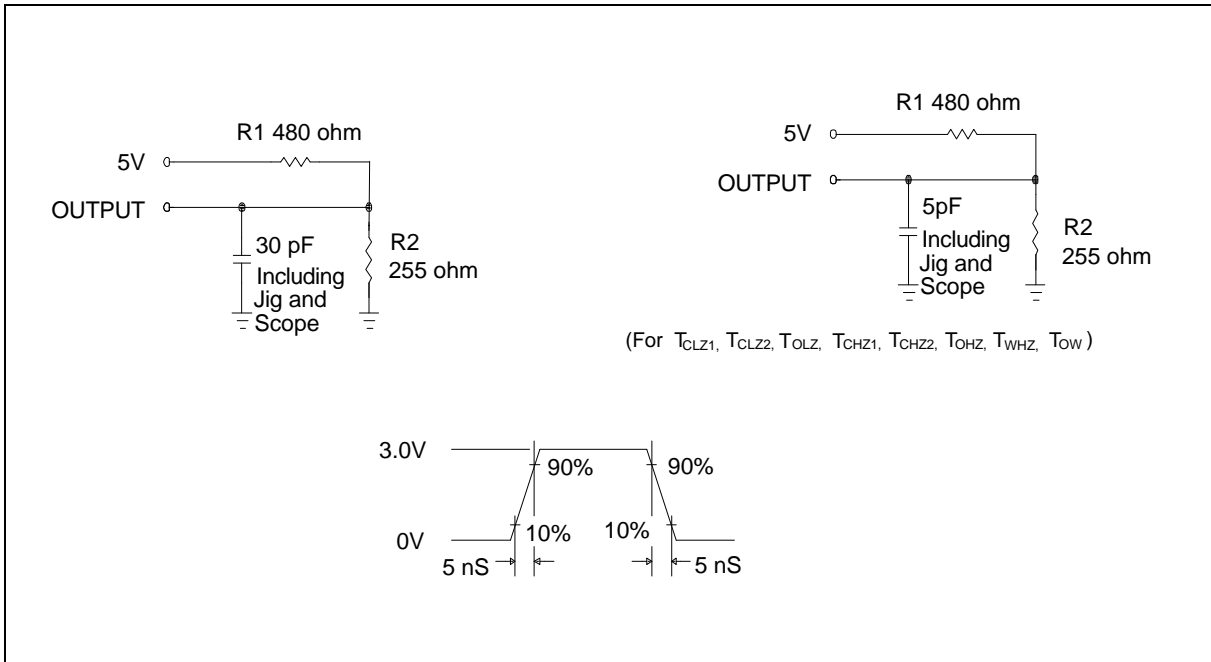 R1 480 ohm
5V
OUTPUT
30 pF
Including
Jig and
Scope
R2
255 ohm
R1 480 ohm
5V
OUTPUT
5pF
Including
Jig and
Scope
R2
255 ohm
(For TCLZ1, TCLZ2, TOLZ, TCHZ1, TCHZ2, TOHZ, TWHZ, TOW )
3.0V
90%
90%
0V
10%
10%
5 nS
5 nS